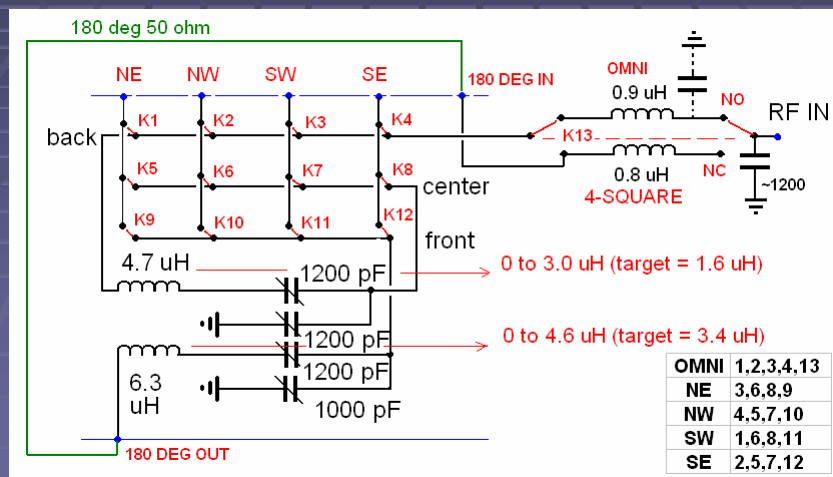 180 deg 50 ohm
NE NW SW SE
180 DEG IN
OMNI
0.9 uH
NO
RF IN
back
K1 K2 K3 K4
K13
K5 K6 K7 K8
center
0.8 uH
NC
~1200
4-SQUARE
K9 K10 K11 K12
front
4.7 uH
1200 pF
0 to 3.0 uH (target = 1.6 uH)
1200 pF
0 to 4.6 uH (target = 3.4 uH)
1200 pF
6.3
uH
1000 pF
180 DEG OUT
OMNI 1,2,3,4,13
NE 3,6,8,9
NW 4,5,7,10
SW 1,6,8,11
SE 2,5,7,12